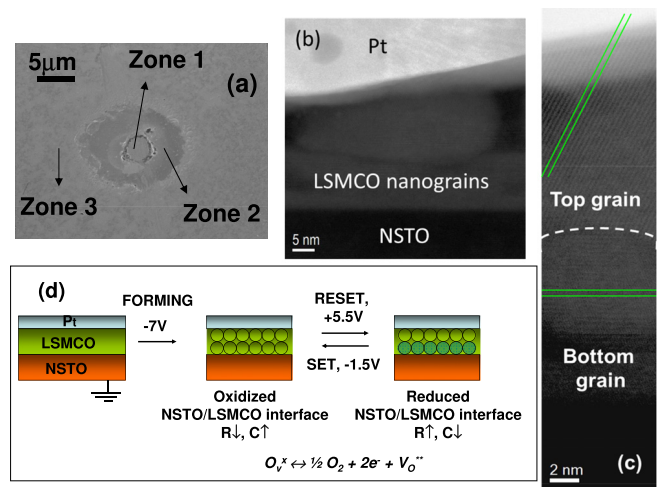 5μm
Zone 1
(a)
Zone 3
Zone 2
(b)
Pt
LSMCO nanograins
5 nm
NSTO
Top grain
Bottom
grain
2 nm
(c)
(d)
FORMING
-7V
Pt
LSMCO
NSTO
RESET,
+5.5V
SET, -1.5V
Oxidized
NSTO/LSMCO interface
R↓, C↑
Reduced
NSTO/LSMCO interface
R↑, C↓
Oᵥˣ ↔ ½ O₂ + 2e⁻ + V_O^••